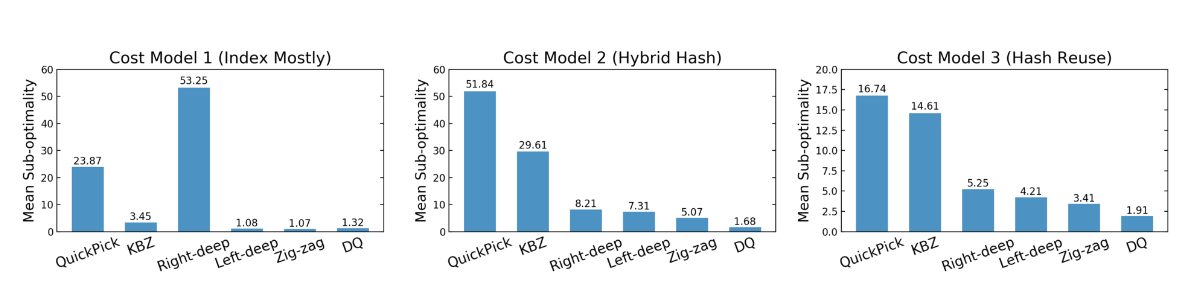 Cost Model 1 (Index Mostly)
Mean Sub-optimality
60
50
40
30
20
10
0
23.87
3.45
53.25
1.08
1.07
1.32
QuickPick
KBZ
Right-deep
Left-deep
Zig-zag
DQ
Cost Model 2 (Hybrid Hash)
Mean Sub-optimality
60
50
40
30
20
10
0
51.84
29.61
8.21
7.31
5.07
1.68
QuickPick
KBZ
Right-deep
Left-deep
Zig-zag
DQ
Cost Model 3 (Hash Reuse)
Mean Sub-optimality
20.0
17.5
15.0
12.5
10.0
7.5
5.0
2.5
0.0
16.74
14.61
5.25
4.21
3.41
1.91
QuickPick
KBZ
Right-deep
Left-deep
Zig-zag
DQ